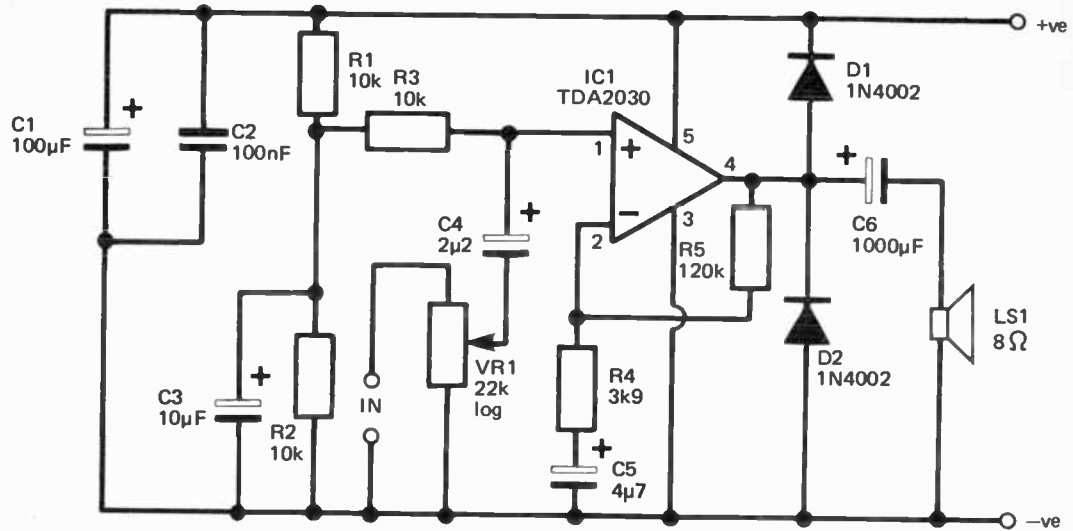 +ve
R1
10k
R3
10k
IC1
TDA2030
D1
1N4002
C1
100µF
+
C2
100nF
1
+
5
4
+
C6
1000µF
C4
2µ2
+
−
2
3
R5
120k
LS1
8Ω
IN
VR1
22k
log
C3
10µF
+
R2
10k
R4
3k9
D2
1N4002
+
C5
4µ7
−ve